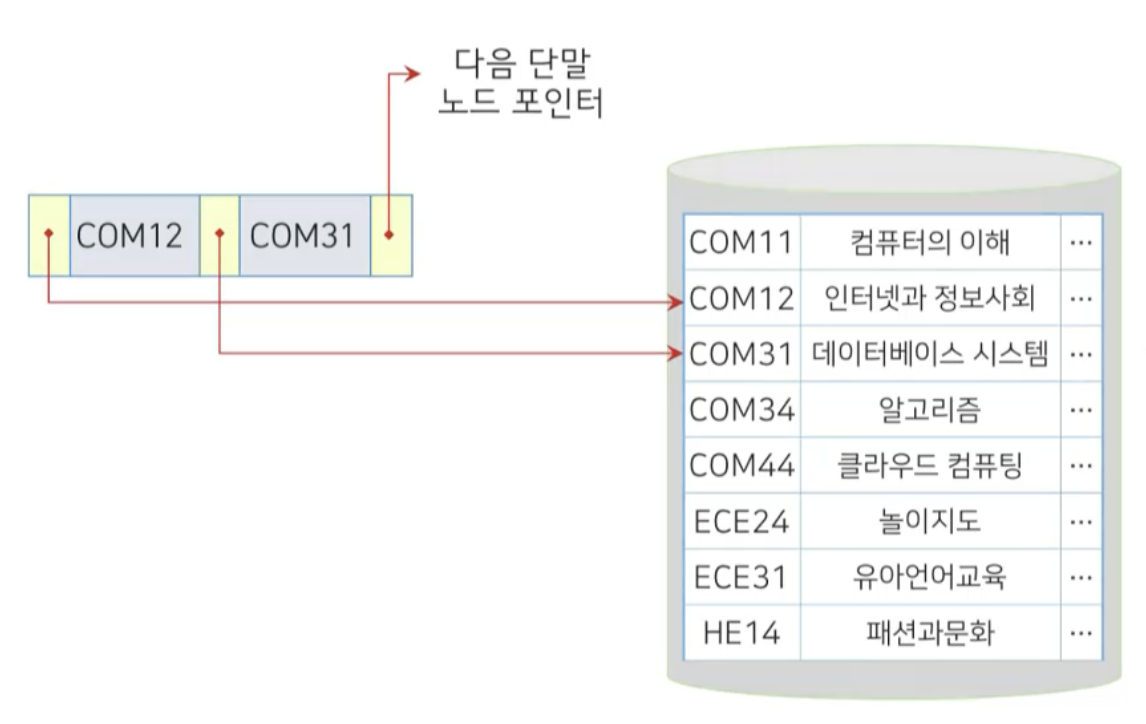 다음 단말
노드 포인터
COM12 COM31
COM11 컴퓨터의 이해 ...
COM12 인터넷과 정보사회 ...
COM31 데이터베이스 시스템 ...
COM34 알고리즘 ...
COM44 클라우드 컴퓨팅 ...
ECE24 놀이지도 ...
ECE31 유아언어교육 ...
HE14 패션과문화 ...